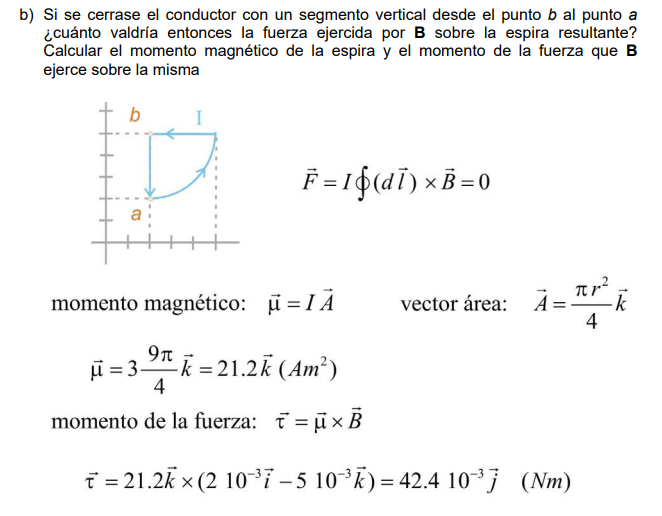 b) Si se cerrase el conductor con un segmento vertical desde el punto b al punto a
¿cuánto valdría entonces la fuerza ejercida por B sobre la espira resultante?
Calcular el momento magnético de la espira y el momento de la fuerza que B
ejerce sobre la misma
b I
a
F⃗ = I∮(d l⃗) × B⃗ = 0
momento magnético: μ⃗ = I A⃗ vector área: A⃗ = π r²/4 k⃗
μ⃗ = 3 9π/4 k⃗ = 21.2 k⃗ (Am²)
momento de la fuerza: τ⃗ = μ⃗ × B⃗
τ⃗ = 21.2k⃗ × (2 10⁻³ i⃗ – 5 10⁻³ k⃗) = 42.4 10⁻³ j⃗ (Nm)